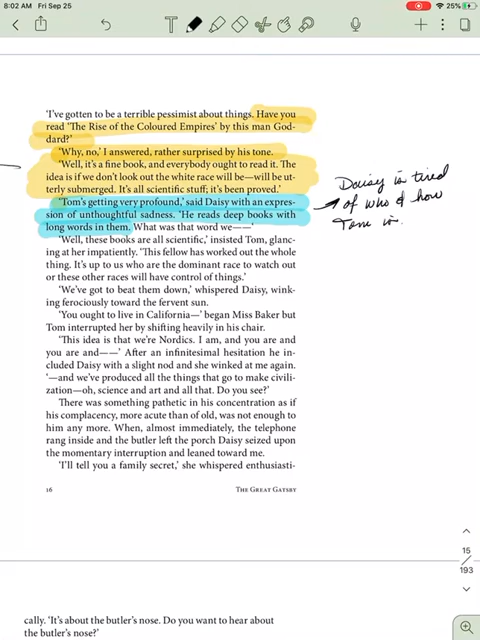 8:02 AM Fri Sep 25
25%
‘I’ve gotten to be a terrible pessimist about things. Have you
read ‘The Rise of the Coloured Empires’ by this man God-
dard?’
‘Why, no,’ I answered, rather surprised by his tone.
‘Well, it’s a fine book, and everybody ought to read it. The
idea is if we don’t look out the white race will be—will be ut-
terly submerged. It’s all scientific stuff; it’s been proved.’
‘Tom’s getting very profound,’ said Daisy with an expres-
sion of unthoughtful sadness. ‘He reads deep books with
long words in them. What was that word we——’
‘Well, these books are all scientific,’ insisted Tom, glanc-
ing at her impatiently. ‘This fellow has worked out the whole
thing. It’s up to us who are the dominant race to watch out
or these other races will have control of things.’
‘We’ve got to beat them down,’ whispered Daisy, wink-
ing ferociously toward the fervent sun.
‘You ought to live in California—’ began Miss Baker but
Tom interrupted her by shifting heavily in his chair.
‘This idea is that we’re Nordics. I am, and you are and
you are and——’ After an infinitesimal hesitation he in-
cluded Daisy with a slight nod and she winked at me again.
‘—and we’ve produced all the things that go to make civili-
zation—oh, science and art and all that. Do you see?’
There was something pathetic in his concentration as if
his complacency, more acute than of old, was not enough to
him any more. When, almost immediately, the telephone
rang inside and the butler left the porch Daisy seized upon
the momentary interruption and leaned toward me.
‘I’ll tell you a family secret,’ she whispered enthusiasti-
Daisy is tired
of who & how
Tom is.
16
The Great Gatsby
15
193
cally. ‘It’s about the butler’s nose. Do you want to hear about
the butler’s nose?’